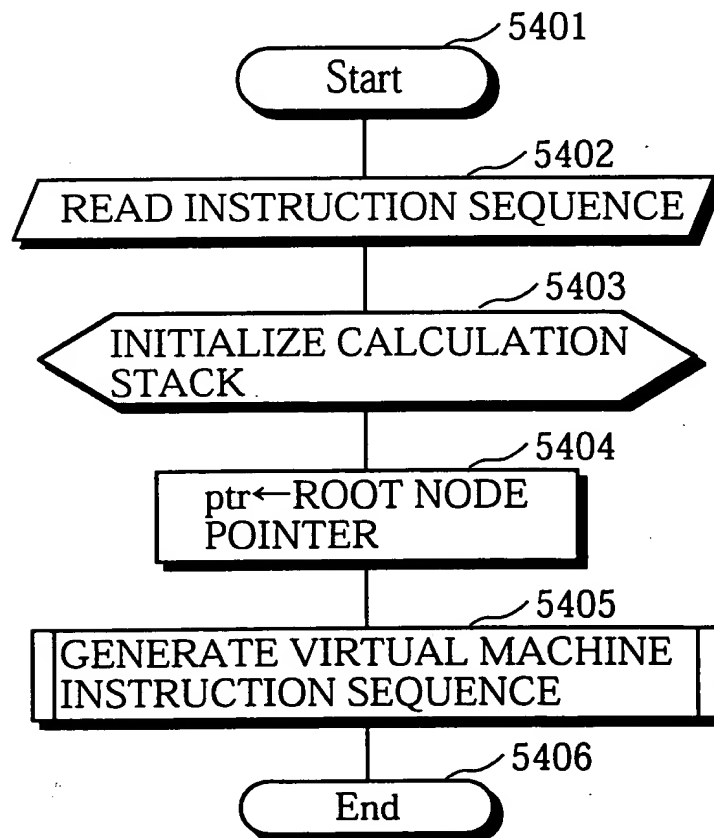 5401
Start
5402
READ INSTRUCTION SEQUENCE
5403
INITIALIZE CALCULATION
STACK
5404
ptr←ROOT NODE
POINTER
5405
GENERATE VIRTUAL MACHINE
INSTRUCTION SEQUENCE
5406
End